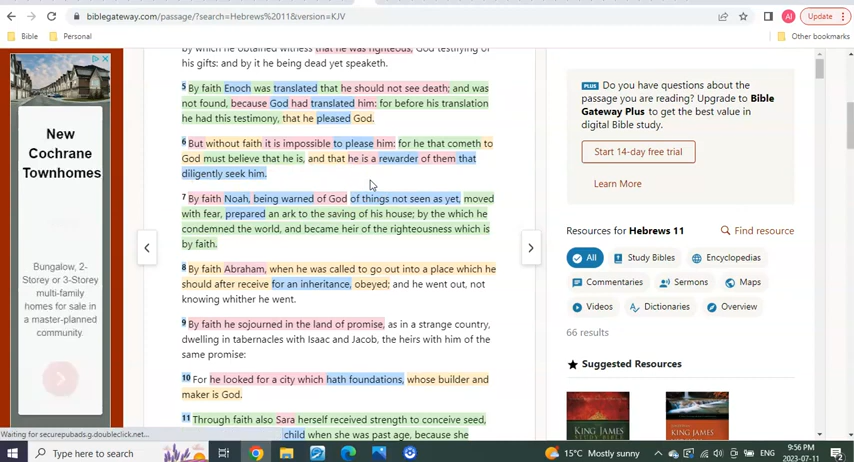 biblegateway.com/passage/?search=Hebrews%2011&version=KJV
AI
Update
Bible
Personal
Other bookmarks
by which he obtained witness that he was righteous, God testifying of
his gifts: and by it he being dead yet speaketh.
5 By faith Enoch was translated that he should not see death; and was
not found, because God had translated him: for before his translation
he had this testimony, that he pleased God.
6 But without faith it is impossible to please him: for he that cometh to
God must believe that he is, and that he is a rewarder of them that
diligently seek him.
7 By faith Noah, being warned of God of things not seen as yet, moved
with fear, prepared an ark to the saving of his house; by the which he
condemned the world, and became heir of the righteousness which is
by faith.
8 By faith Abraham, when he was called to go out into a place which he
should after receive for an inheritance, obeyed; and he went out, not
knowing whither he went.
9 By faith he sojourned in the land of promise, as in a strange country,
dwelling in tabernacles with Isaac and Jacob, the heirs with him of the
same promise:
10 For he looked for a city which hath foundations, whose builder and
maker is God.
11 Through faith also Sara herself received strength to conceive seed,
child when she was past age, because she
New
Cochrane
Townhomes
Bungalow, 2-
Storey or 3-Storey
multi-family
homes for sale in
a master-planned
community.
PLUS Do you have questions about the
passage you are reading? Upgrade to Bible
Gateway Plus to get the best value in
digital Bible study.
Start 14-day free trial
Learn More
Resources for Hebrews 11
Find resource
All
Study Bibles
Encyclopedias
Commentaries
Sermons
Maps
Videos
Dictionaries
Overview
66 results
Suggested Resources
KING JAMES
KING JAMES
Waiting for securepubads.g.doubleclick.net...
Type here to search
15°C Mostly sunny
ENG
9:56 PM
2023-07-11
2